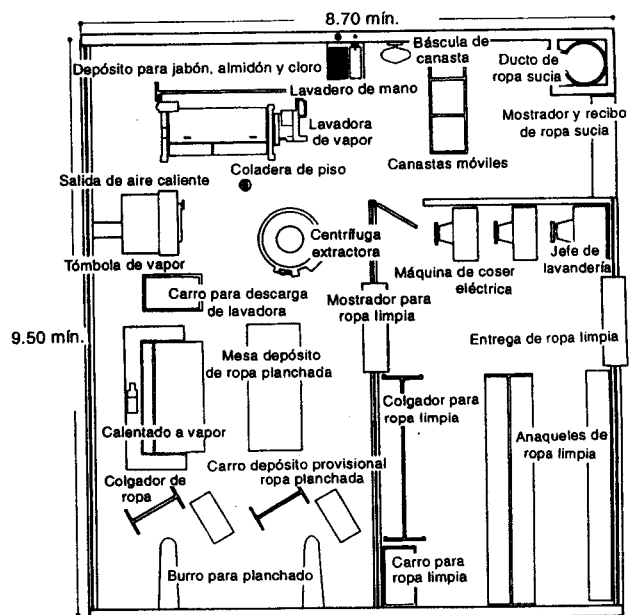 8.70 mín.
Báscula de
canasta
Ducto de
ropa sucia
Depósito para jabón, almidón y cloro
Lavadero de mano
Mostrador y recibo
de ropa sucia
Lavadora
de vapor
Canastas móviles
Coladera de piso
Salida de aire caliente
Centrífuga
extractora
Jefe de
lavandería
Tómbola de vapor
Máquina de coser
eléctrica
Carro para descarga
de lavadora
Mostrador para
ropa limpia
9.50 mín.
Entrega de ropa limpia
Mesa depósito
de ropa planchada
Colgador para
ropa limpia
Calentado a vapor
Anaqueles de
ropa limpia
Carro depósito provisional
ropa planchada
Colgador de
ropa
Carro para
ropa limpia
Burro para planchado